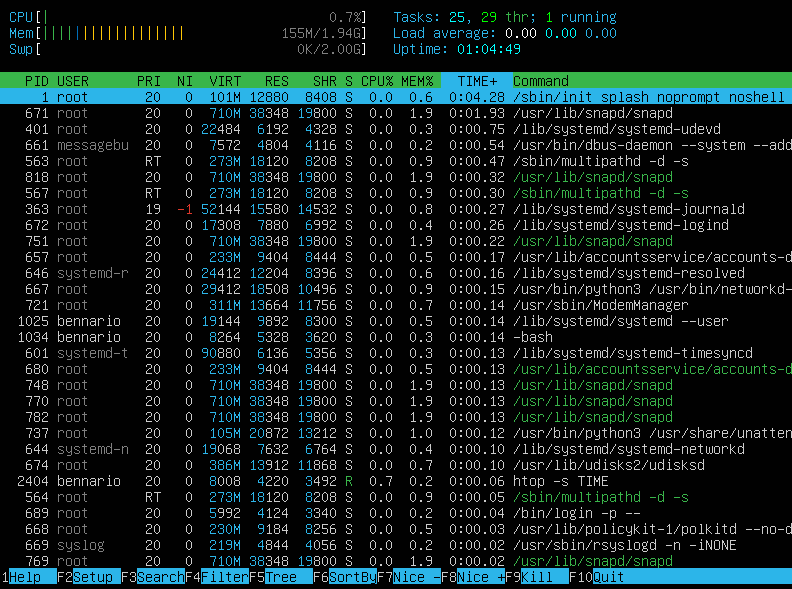 CPU[| 0.7%] Tasks: 25, 29 thr; 1 running
Mem[||||||||||||||||||| 155M/1.94G] Load average: 0.00 0.00 0.00
Swp[ 0K/2.00G] Uptime: 01:04:49
PID USER PRI NI VIRT RES SHR S CPU% MEM% TIME+ Command
1 root 20 0 101M 12880 8408 S 0.0 0.6 0:04.28 /sbin/init splash noprompt noshell
671 root 20 0 710M 38348 19800 S 0.0 1.9 0:01.93 /usr/lib/snapd/snapd
401 root 20 0 22484 6192 4328 S 0.0 0.3 0:00.75 /lib/systemd/systemd-udevd
661 messagebu 20 0 7572 4804 4116 S 0.0 0.2 0:00.54 /usr/bin/dbus-daemon --system --add
563 root RT 0 273M 18120 8208 S 0.0 0.9 0:00.47 /sbin/multipathd -d -s
818 root 20 0 710M 38348 19800 S 0.0 1.9 0:00.32 /usr/lib/snapd/snapd
567 root RT 0 273M 18120 8208 S 0.0 0.9 0:00.30 /sbin/multipathd -d -s
363 root 19 -1 52144 15580 14532 S 0.0 0.8 0:00.27 /lib/systemd/systemd-journald
672 root 20 0 17308 7880 6992 S 0.0 0.4 0:00.26 /lib/systemd/systemd-logind
751 root 20 0 710M 38348 19800 S 0.0 1.9 0:00.22 /usr/lib/snapd/snapd
657 root 20 0 233M 9404 8444 S 0.0 0.5 0:00.17 /usr/lib/accountsservice/accounts-d
646 systemd-r 20 0 24412 12204 8396 S 0.0 0.6 0:00.16 /lib/systemd/systemd-resolved
667 root 20 0 29412 18508 10496 S 0.0 0.9 0:00.15 /usr/bin/python3 /usr/bin/networkd-
721 root 20 0 311M 13664 11756 S 0.0 0.7 0:00.14 /usr/sbin/ModemManager
1025 bennario 20 0 19144 9892 8300 S 0.0 0.5 0:00.14 /lib/systemd/systemd --user
1034 bennario 20 0 8264 5328 3620 S 0.0 0.3 0:00.14 -bash
601 systemd-t 20 0 90880 6136 5356 S 0.0 0.3 0:00.13 /lib/systemd/systemd-timesyncd
680 root 20 0 233M 9404 8444 S 0.0 0.5 0:00.13 /usr/lib/accountsservice/accounts-d
748 root 20 0 710M 38348 19800 S 0.0 1.9 0:00.13 /usr/lib/snapd/snapd
770 root 20 0 710M 38348 19800 S 0.0 1.9 0:00.13 /usr/lib/snapd/snapd
782 root 20 0 710M 38348 19800 S 0.0 1.9 0:00.13 /usr/lib/snapd/snapd
737 root 20 0 105M 20872 13212 S 0.0 1.0 0:00.12 /usr/bin/python3 /usr/share/unatten
644 systemd-n 20 0 19068 7632 6764 S 0.0 0.4 0:00.10 /lib/systemd/systemd-networkd
674 root 20 0 386M 13912 11868 S 0.0 0.7 0:00.10 /usr/lib/udisks2/udisksd
2404 bennario 20 0 8008 4220 3492 R 0.7 0.2 0:00.06 htop -s TIME
564 root RT 0 273M 18120 8208 S 0.0 0.9 0:00.05 /sbin/multipathd -d -s
689 root 20 0 5992 4124 3340 S 0.0 0.2 0:00.04 /bin/login -p --
668 root 20 0 230M 9184 8256 S 0.0 0.5 0:00.03 /usr/lib/policykit-1/polkitd --no-d
669 syslog 20 0 219M 4844 4056 S 0.0 0.2 0:00.02 /usr/sbin/rsyslogd -n -iNONE
769 root 20 0 710M 38348 19800 S 0.0 1.9 0:00.02 /usr/lib/snapd/snapd
1Help F2Setup F3SearchF4FilterF5Tree F6SortByF7Nice -F8Nice +F9Kill F10Quit